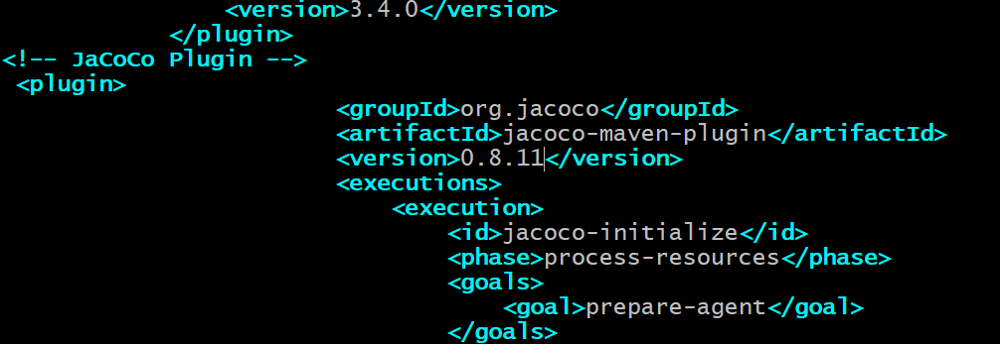 <version>3.4.0</version>
</plugin>
<!-- JaCoCo Plugin -->
<plugin>
<groupId>org.jacoco</groupId>
<artifactId>jacoco-maven-plugin</artifactId>
<version>0.8.11</version>
<executions>
<execution>
<id>jacoco-initialize</id>
<phase>process-resources</phase>
<goals>
<goal>prepare-agent</goal>
</goals>